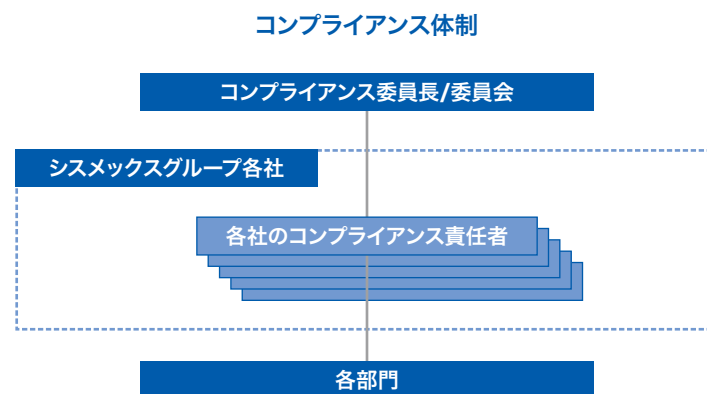 コンプライアンス体制
コンプライアンス委員長/委員会
シスメックスグループ各社
各社のコンプライアンス責任者
各部門